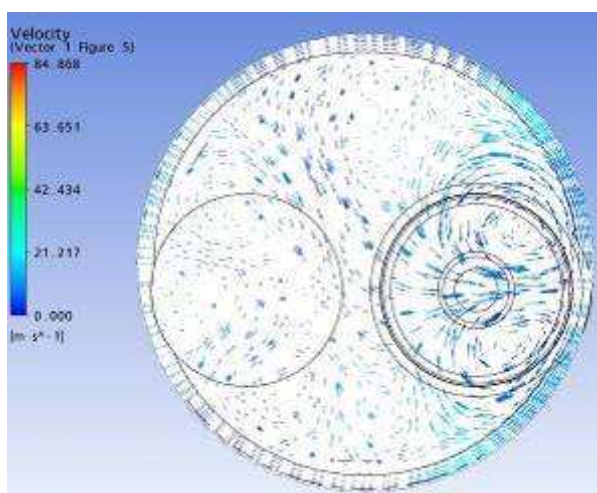 Velocity
(Vector 1 Figure 5)
84.868
63.651
42.434
21.217
0.000
[m s^-1]